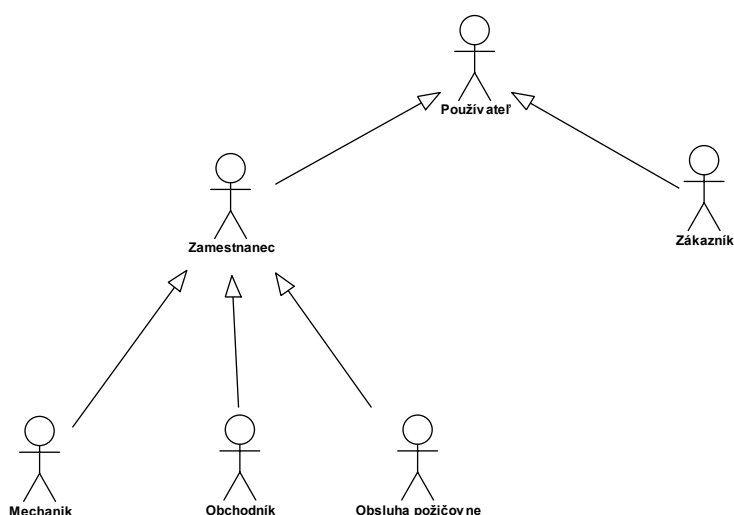 Používateľ
Zamestnanec
Zákazník
Mechanik
Obchodník
Obsluha požičovne